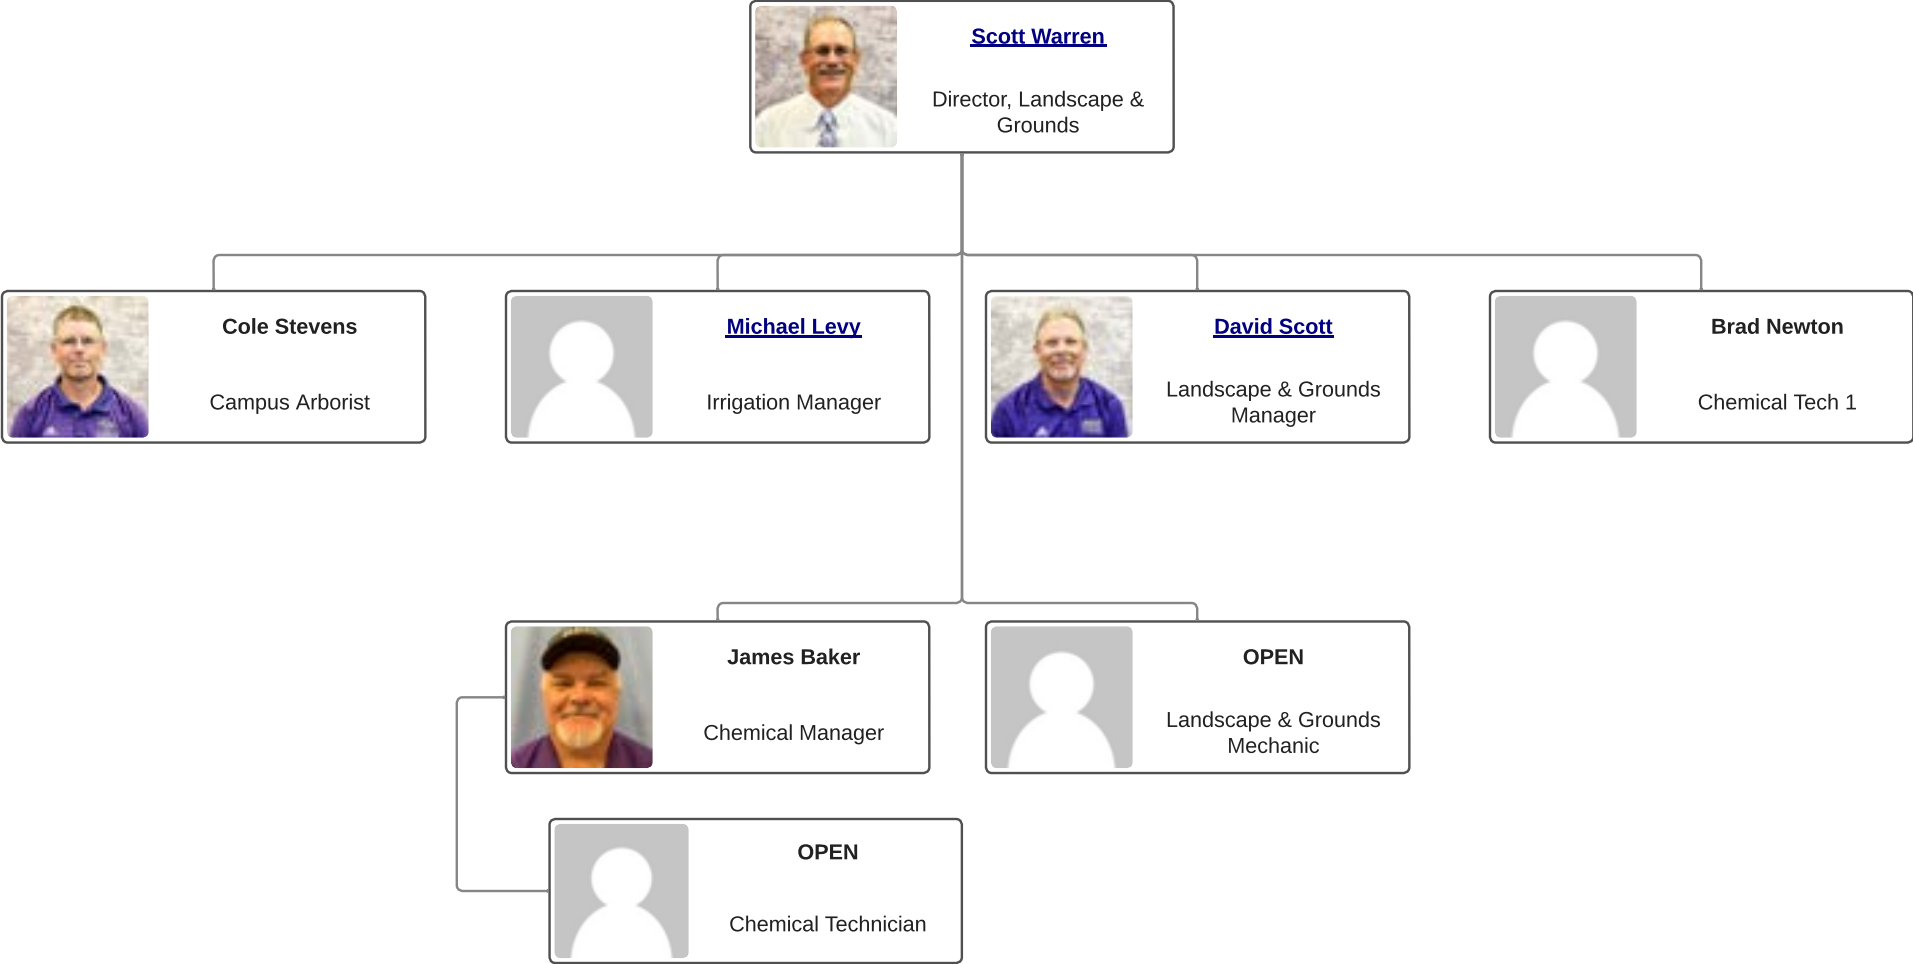 Scott Warren
Director, Landscape &
Grounds
Cole Stevens
Campus Arborist
Michael Levy
Irrigation Manager
David Scott
Landscape & Grounds
Manager
Brad Newton
Chemical Tech 1
James Baker
Chemical Manager
OPEN
Landscape & Grounds
Mechanic
OPEN
Chemical Technician